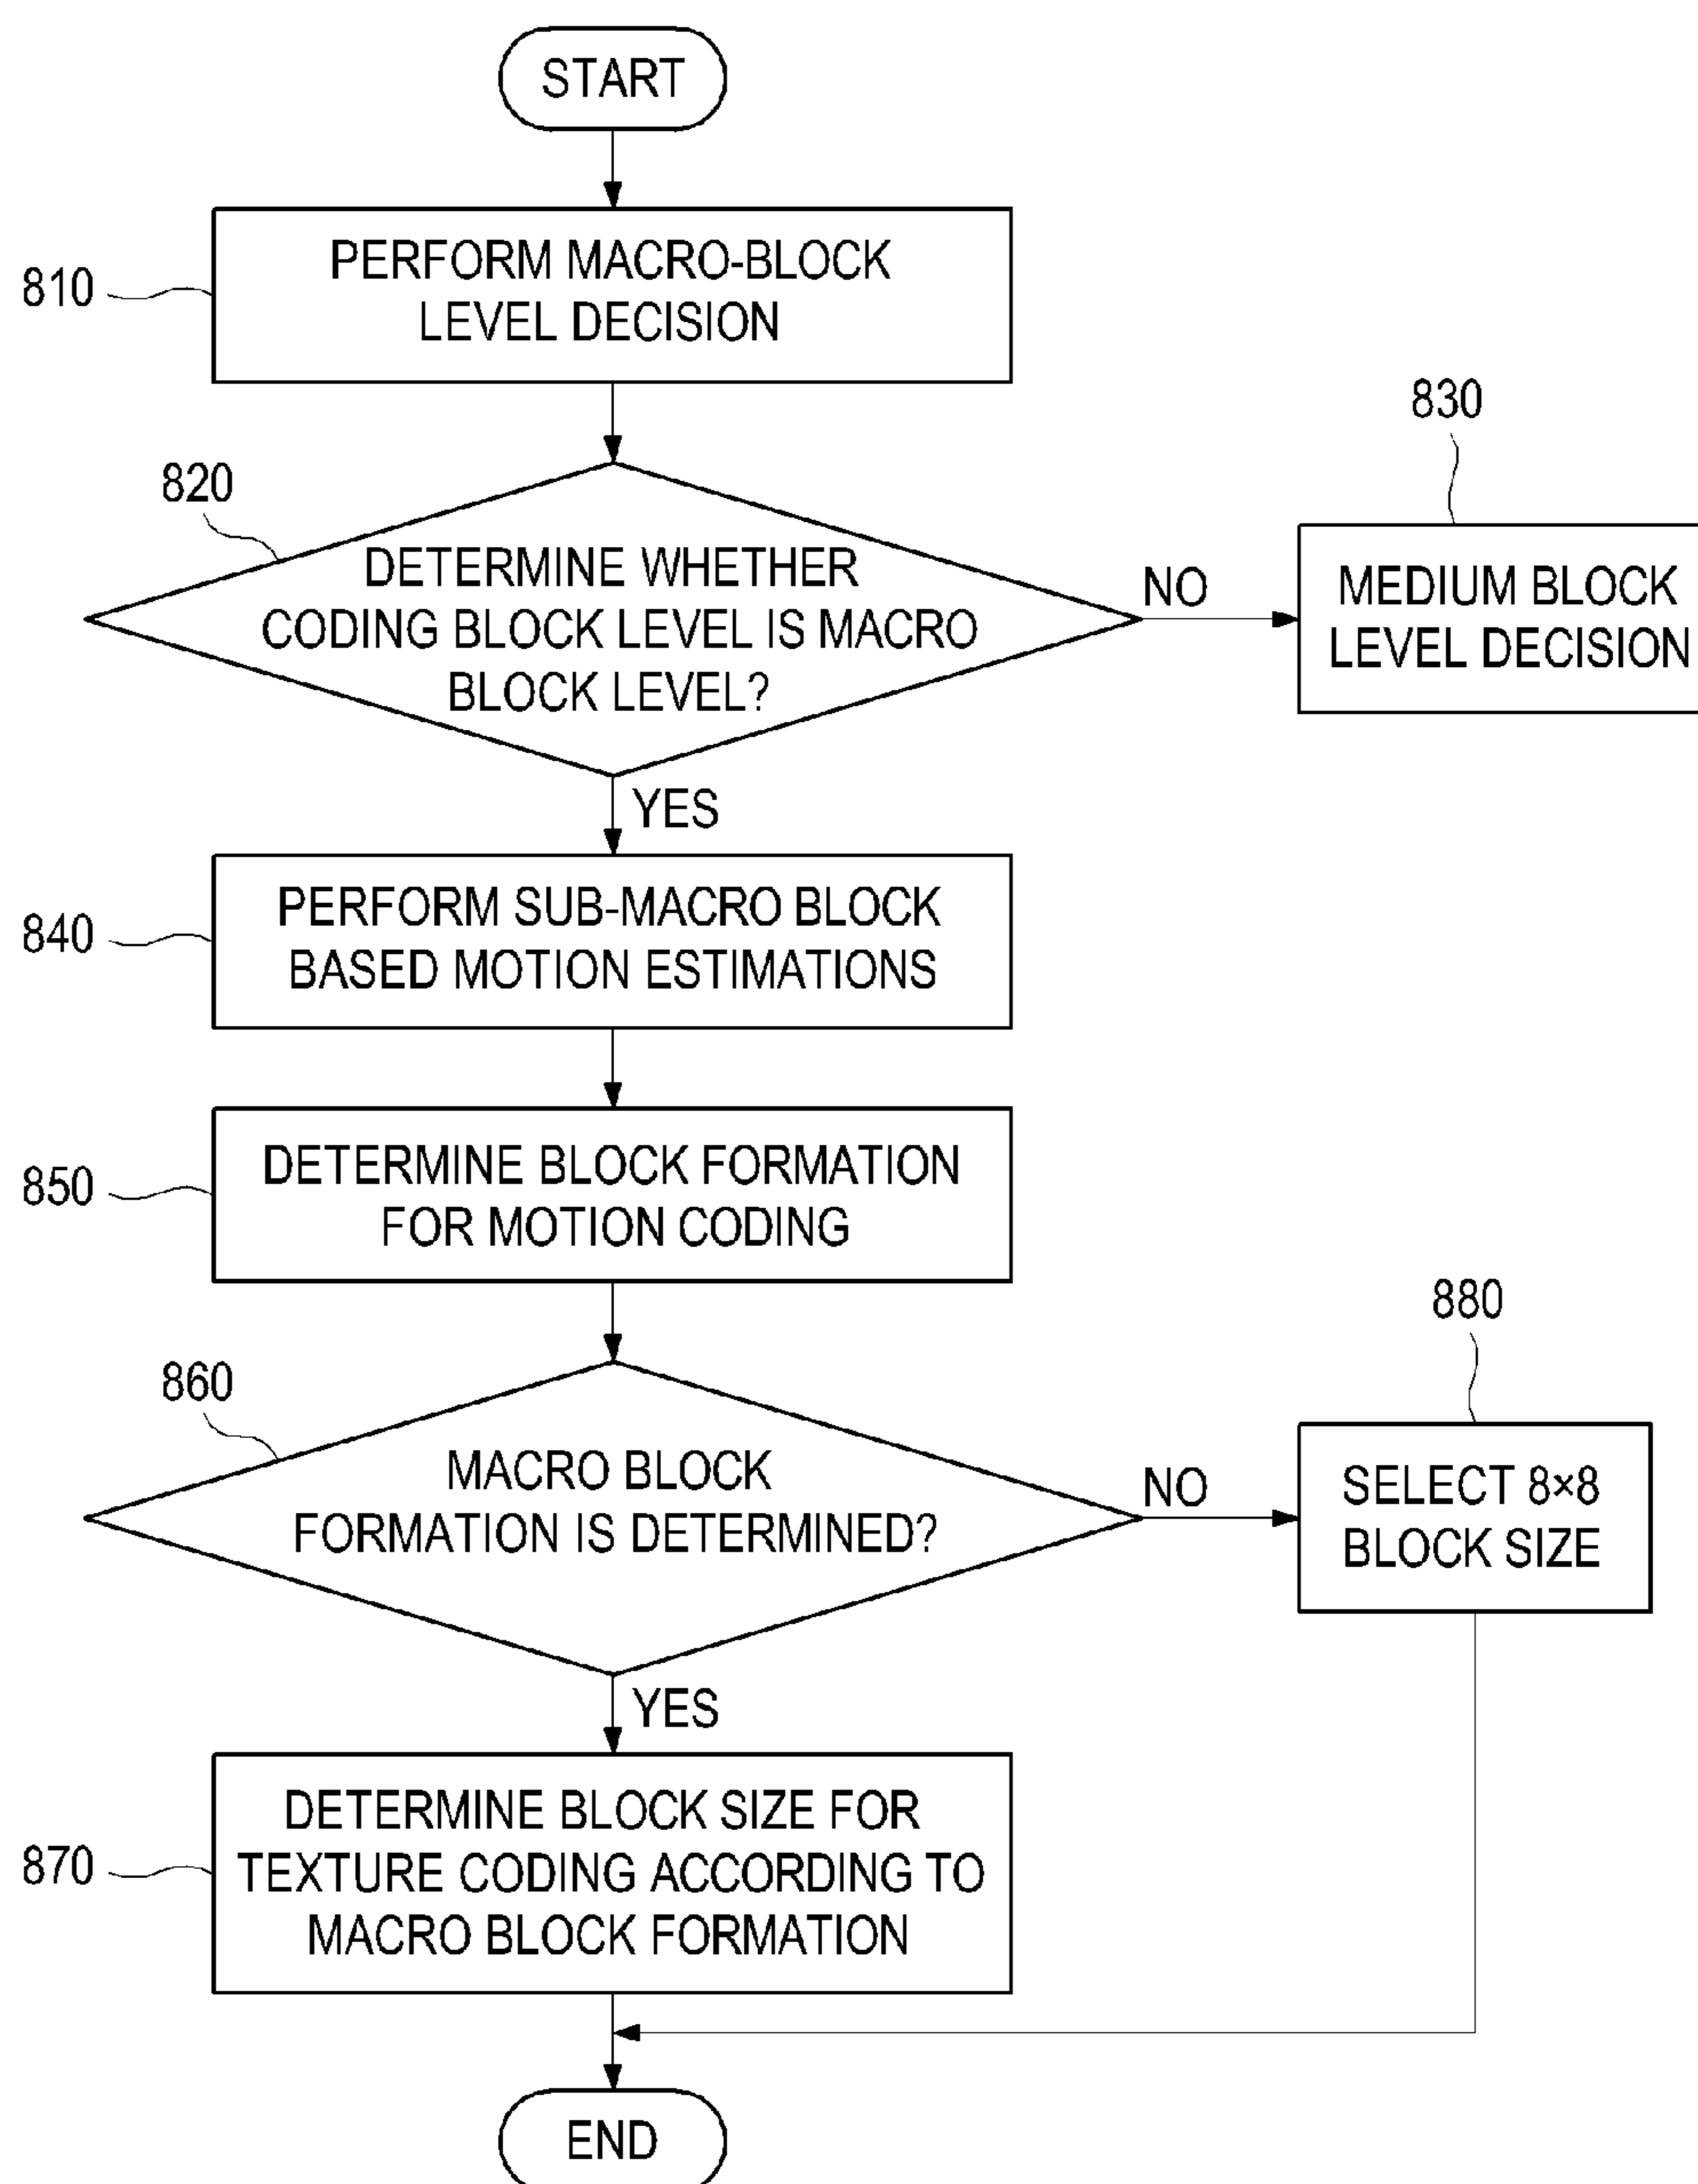 START
810
PERFORM MACRO-BLOCK
LEVEL DECISION
820
DETERMINE WHETHER
CODING BLOCK LEVEL IS MACRO
BLOCK LEVEL?
NO
830
MEDIUM BLOCK
LEVEL DECISION
YES
840
PERFORM SUB-MACRO BLOCK
BASED MOTION ESTIMATIONS
850
DETERMINE BLOCK FORMATION
FOR MOTION CODING
860
MACRO BLOCK
FORMATION IS DETERMINED?
NO
880
SELECT 8×8
BLOCK SIZE
YES
870
DETERMINE BLOCK SIZE FOR
TEXTURE CODING ACCORDING TO
MACRO BLOCK FORMATION
END